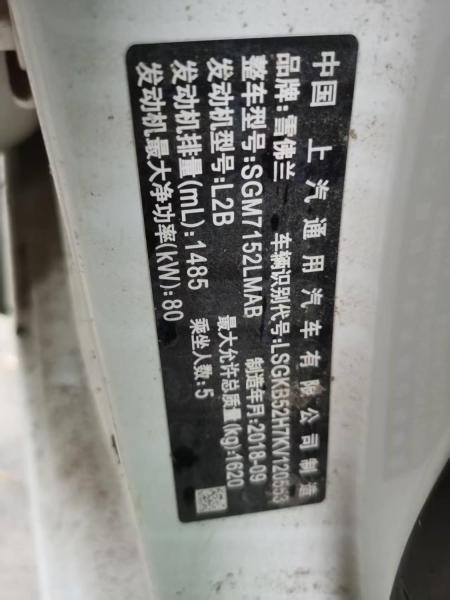 中国 上汽通用汽车有限公司制造
品牌:雪佛兰 车辆识别代号:LSGKB52H7KV120553
整车型号:SGM7152LMAB 制造年月:2018-09
发动机型号:L2B 最大允许总质量(kg):1620
发动机排量(mL):1485 乘坐人数:5
发动机最大净功率(kW):80